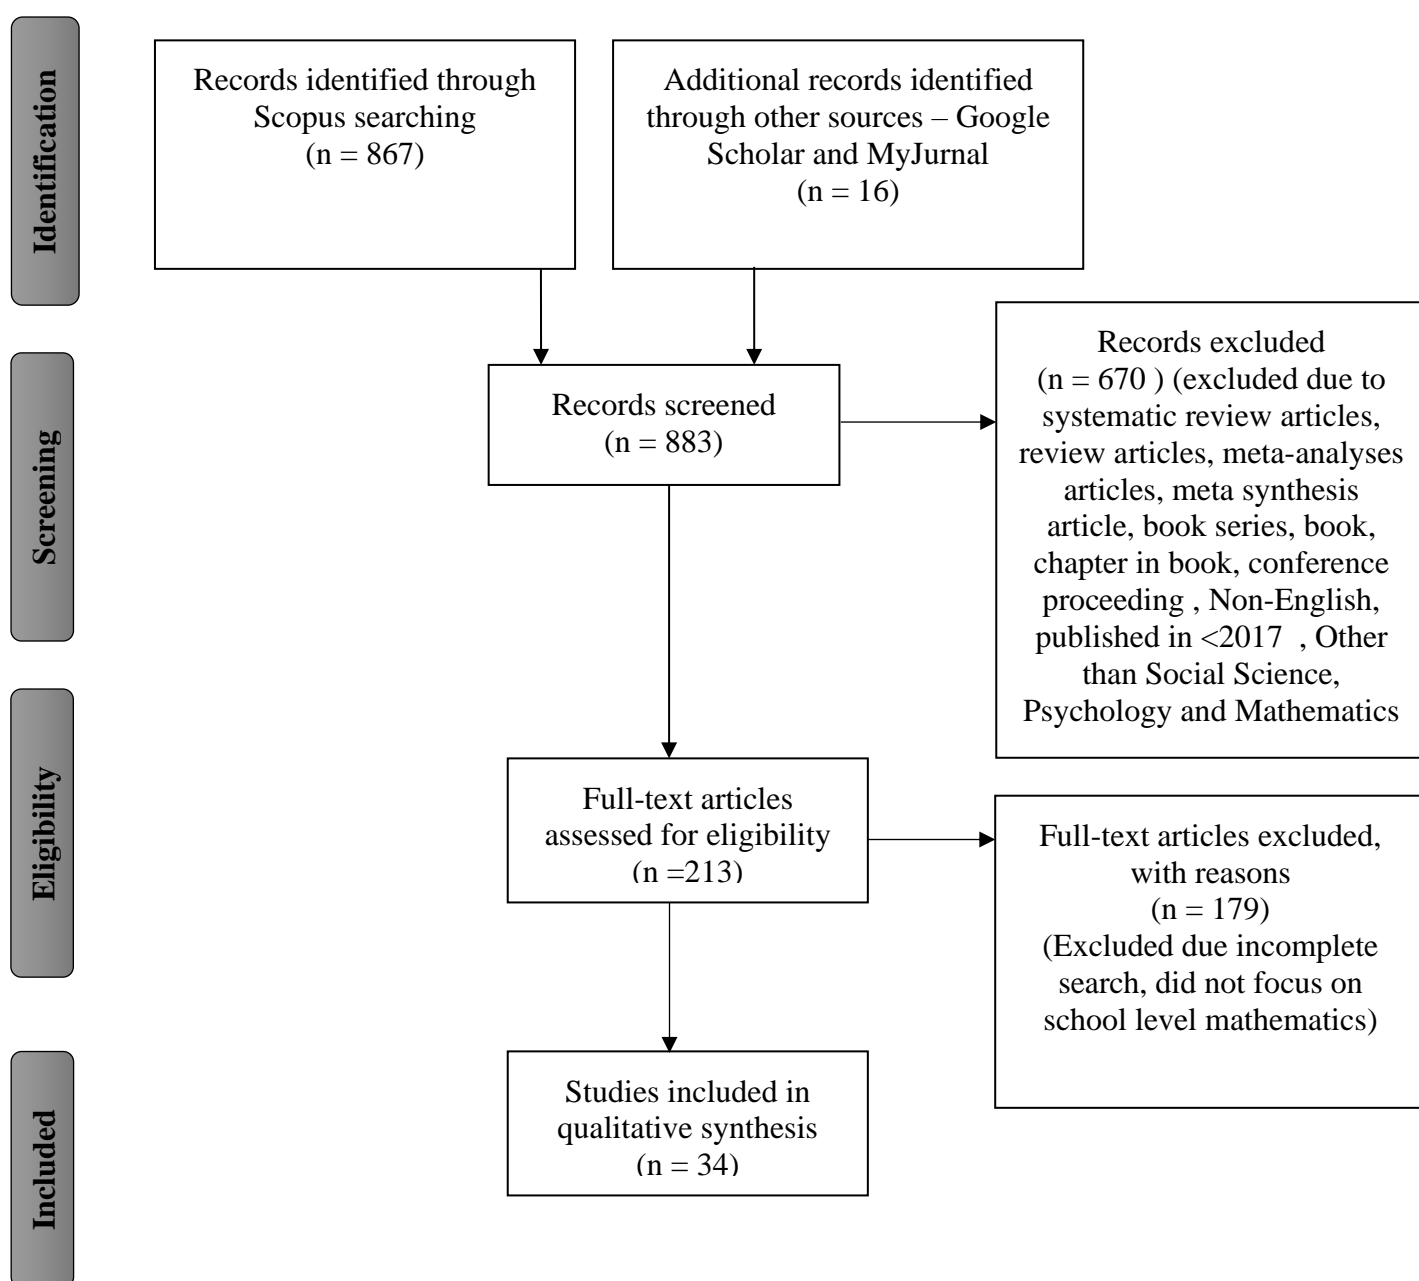 Identification
Records identified through
Scopus searching
(n = 867)
Additional records identified
through other sources – Google
Scholar and MyJurnal
(n = 16)
Screening
Records screened
(n = 883)
Records excluded
(n = 670 ) (excluded due to
systematic review articles,
review articles, meta-analyses
articles, meta synthesis
article, book series, book,
chapter in book, conference
proceeding , Non-English,
published in <2017 , Other
than Social Science,
Psychology and Mathematics
Eligibility
Full-text articles
assessed for eligibility
(n =213)
Full-text articles excluded,
with reasons
(n = 179)
(Excluded due incomplete
search, did not focus on
school level mathematics)
Included
Studies included in
qualitative synthesis
(n = 34)